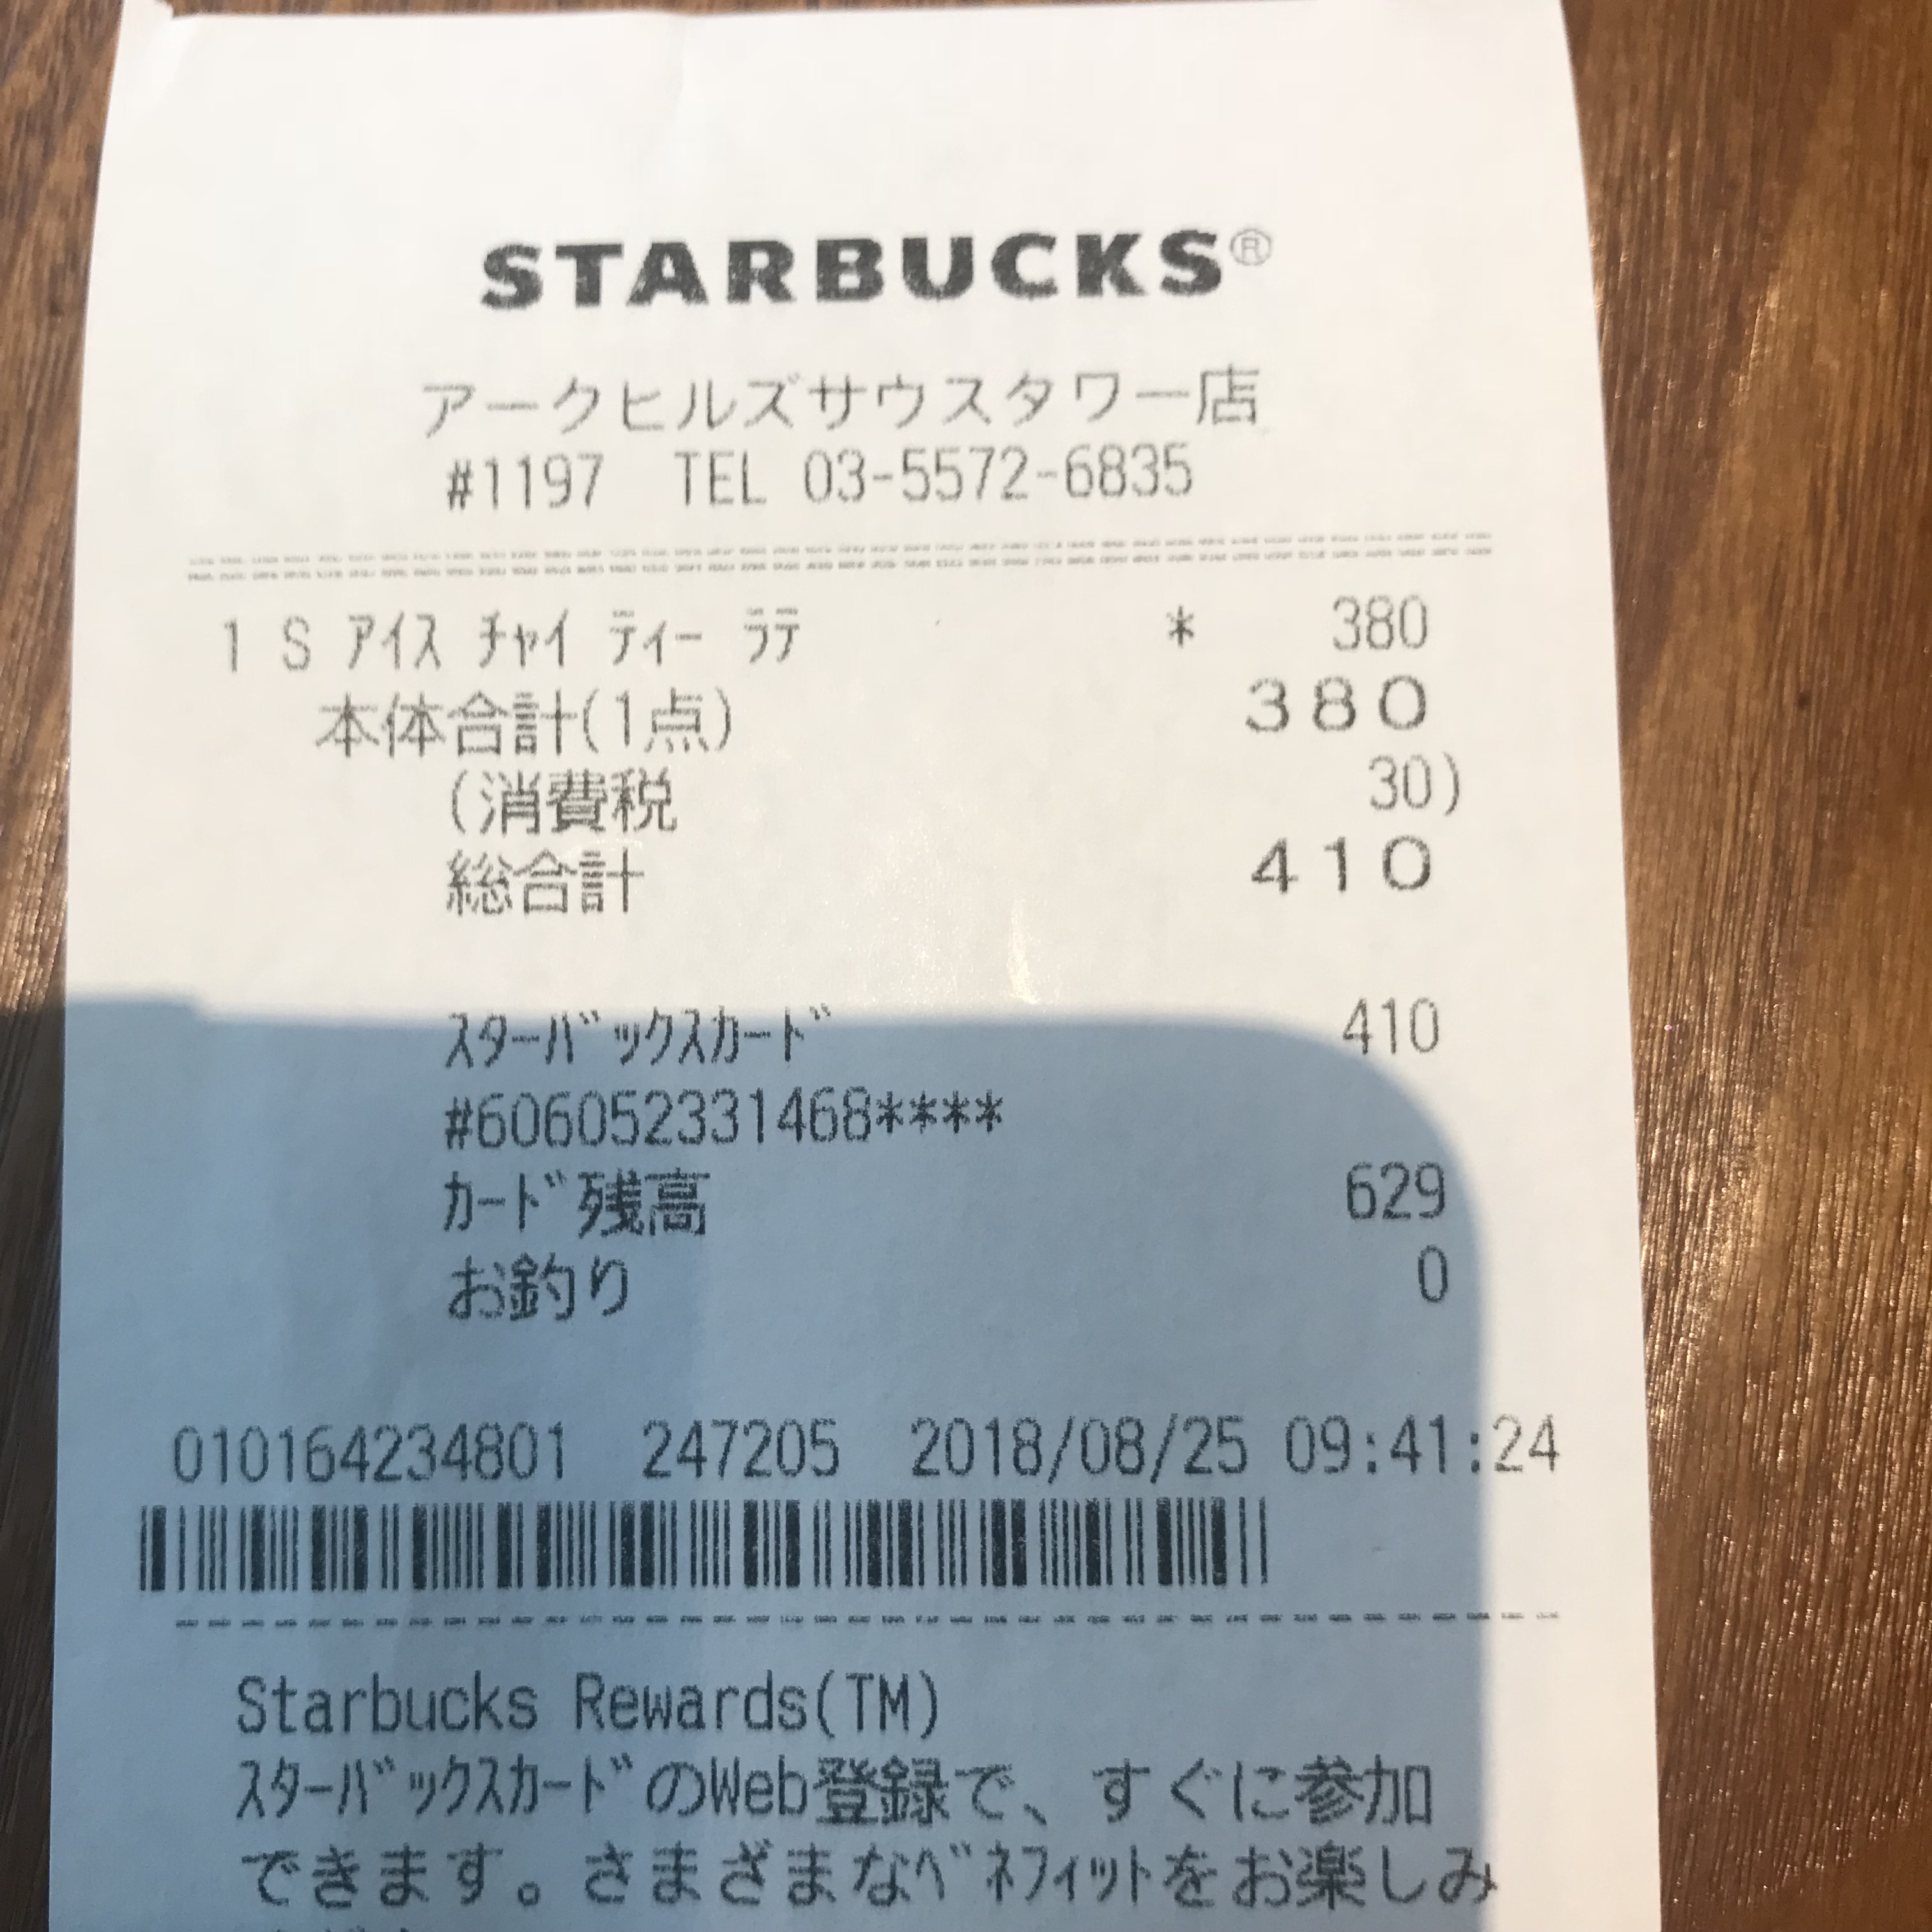 STARBUCKS®
アークヒルズサウスタワー店
#1197 TEL 03-5572-6835
1 S ｱｲｽ ﾁｬｲ ﾃｨｰ ﾗﾃ * 380
本体合計(1点) 380
(消費税 30)
総合計 410
ｽﾀｰﾊﾞｯｸｽｶｰﾄﾞ 410
#606052331468****
ｶｰﾄﾞ残高 629
お釣り 0
010164234801 247205 2018/08/25 09:41:24
Starbucks Rewards(TM)
ｽﾀｰﾊﾞｯｸｽｶｰﾄﾞのWeb登録で、すぐに参加
できます。さまざまなﾍﾞﾈﾌｨｯﾄをお楽しみ